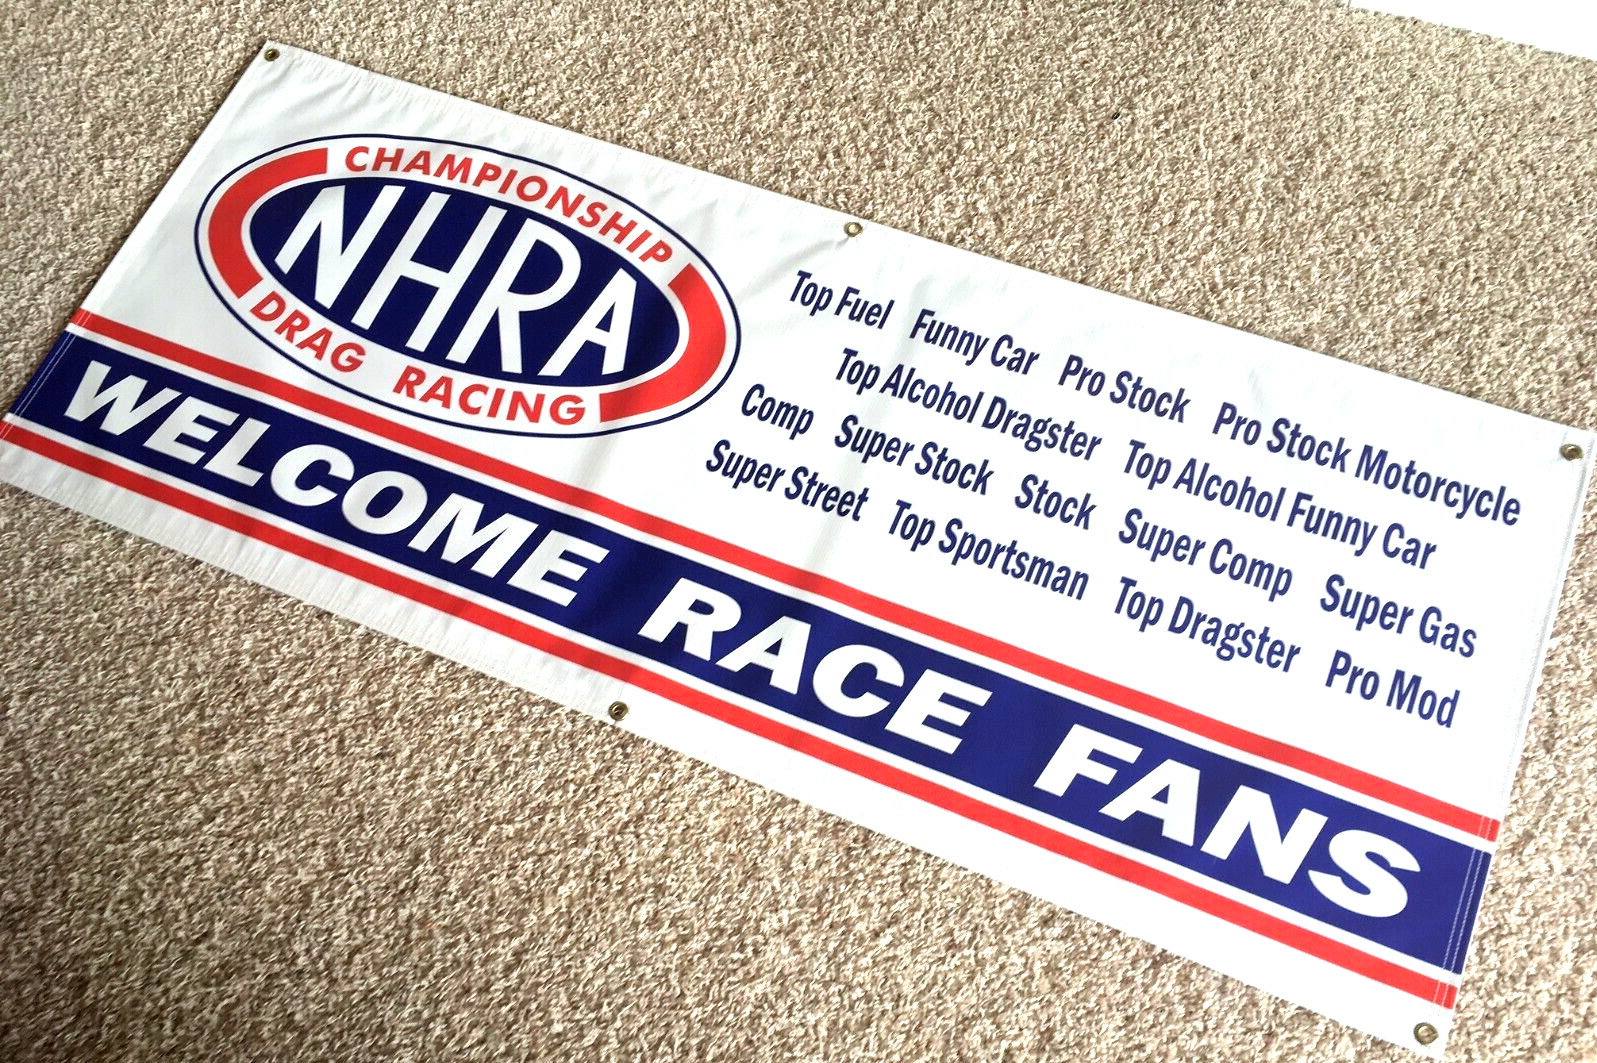 CHAMPIONSHIP
NHRA
DRAG RACING
Top Fuel Funny Car Pro Stock Pro Stock Motorcycle
Top Alcohol Dragster Top Alcohol Funny Car
Comp Super Stock Stock Super Comp Super Gas
Super Street Top Sportsman Top Dragster Pro Mod
WELCOME RACE FANS